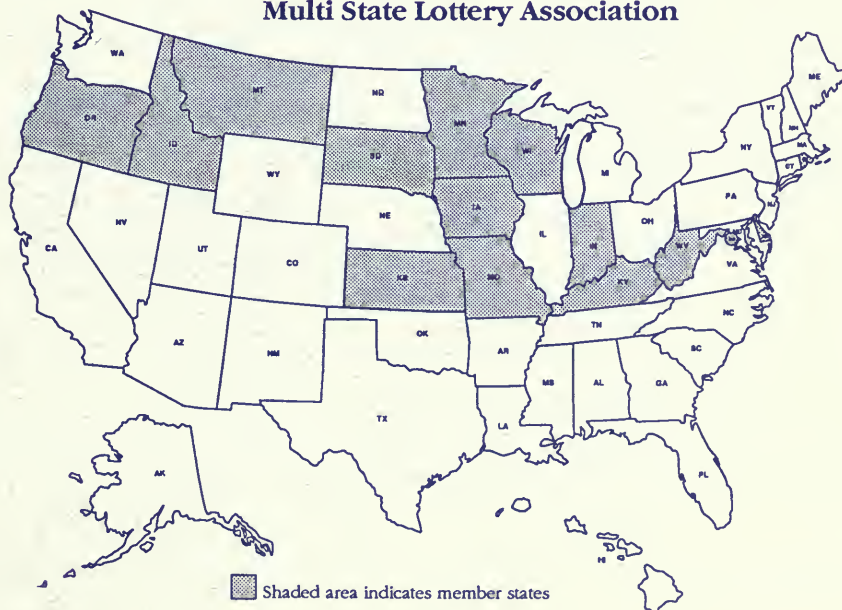 Multi State Lottery Association
WA
MT
ND
ME
OR
ID
MN
VT
NH
SD
WI
NY
MA
WY
MI
CT
IA
PA
NJ
NE
OH
NV
IL
IN
CA
UT
CO
WV
VA
KS
MO
KY
NC
AZ
NM
OK
TN
AR
SC
MS
AL
GA
TX
LA
AK
FL
HI
Shaded area indicates member states